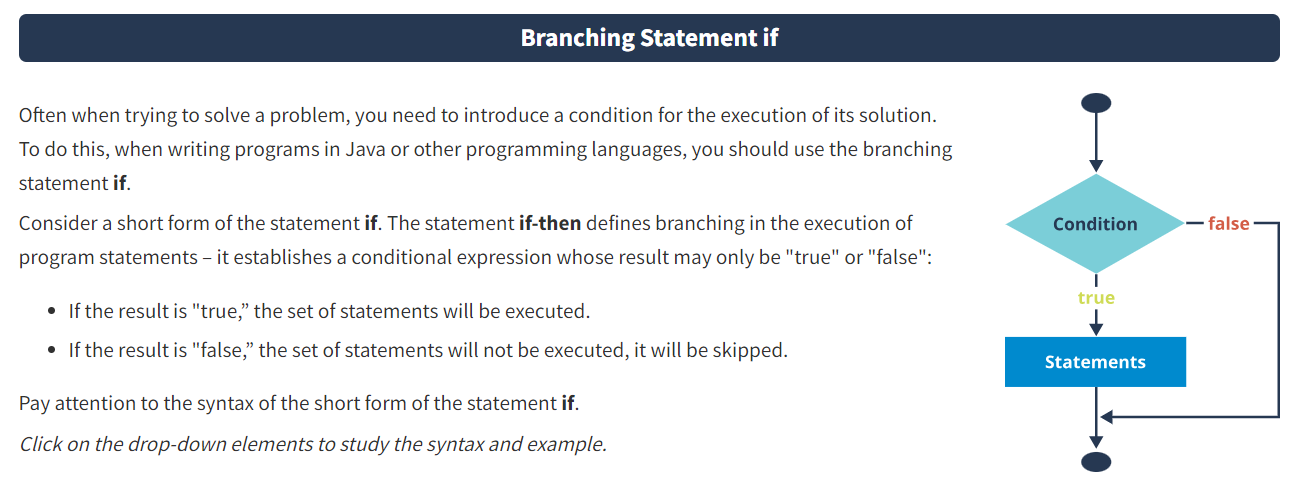 Branching Statement if
Often when trying to solve a problem, you need to introduce a condition for the execution of its solution.
To do this, when writing programs in Java or other programming languages, you should use the branching
statement if.
Consider a short form of the statement if. The statement if-then defines branching in the execution of
program statements – it establishes a conditional expression whose result may only be "true" or "false":
• If the result is "true,” the set of statements will be executed.
• If the result is "false,” the set of statements will not be executed, it will be skipped.
Pay attention to the syntax of the short form of the statement if.
Click on the drop-down elements to study the syntax and example.
Condition
false
true
Statements